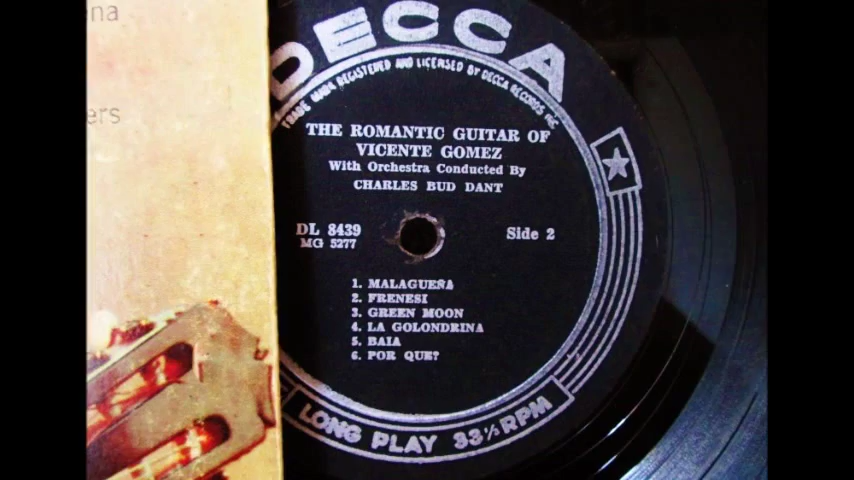 na
ers
DECCA
TRADE MARK REGISTERED AND LICENSED BY DECCA RECORDS INC
THE ROMANTIC GUITAR OF
VICENTE GOMEZ
With Orchestra Conducted By
CHARLES BUD DANT
DL 8439
MG 5277
Side 2
1. MALAGUEÑA
2. FRENESI
3. GREEN MOON
4. LA GOLONDRINA
5. BAIA
6. POR QUE?
LONG PLAY 33⅓ RPM